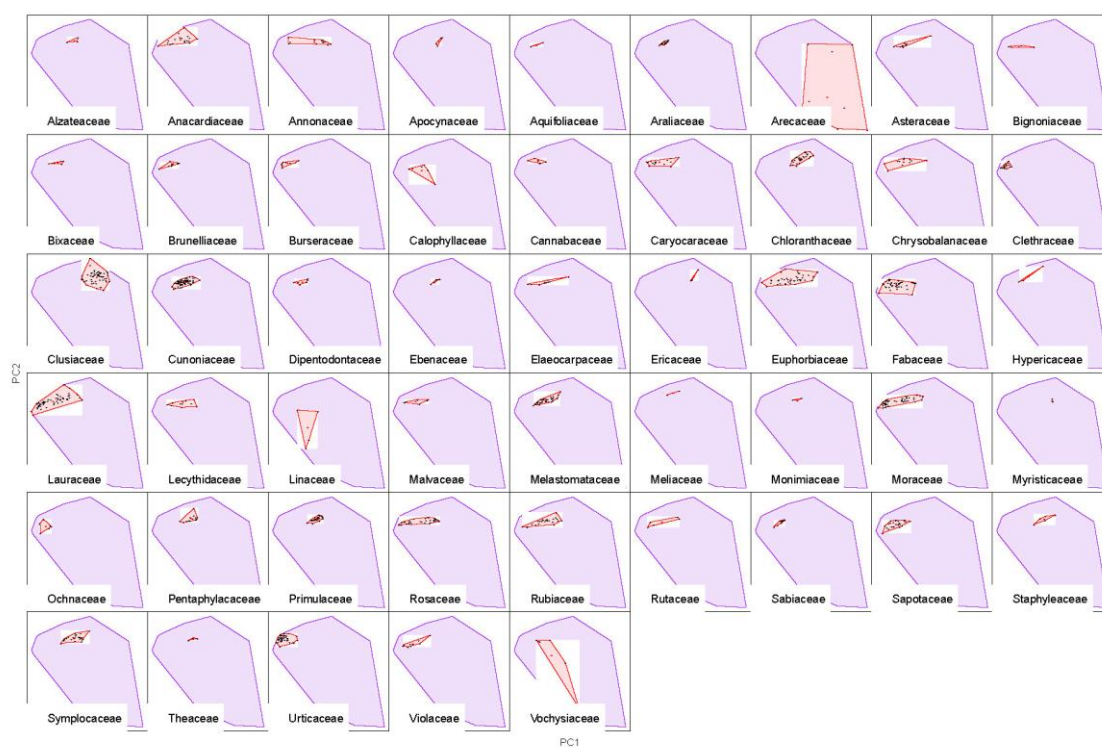 Alzateaceae Anacardiaceae Annonaceae Apocynaceae Aquifoliaceae Araliaceae Arecaceae Asteraceae Bignoniaceae
Bixaceae Brunelliaceae Burseraceae Calophyllaceae Cannabaceae Caryocaraceae Chloranthaceae Chrysobalanaceae Clethraceae
Clusiaceae Cunoniaceae Dipentodontaceae Ebenaceae Elaeocarpaceae Ericaceae Euphorbiaceae Fabaceae Hypericaceae
PC2
Lauraceae Lecythidaceae Linaceae Malvaceae Melastomataceae Meliaceae Monimiaceae Moraceae Myristicaceae
Ochnaceae Pentaphylacaceae Primulaceae Rosaceae Rubiaceae Rutaceae Sabiaceae Sapotaceae Staphyleaceae
Symplocaceae Theaceae Urticaceae Violaceae Vochysiaceae
PC1